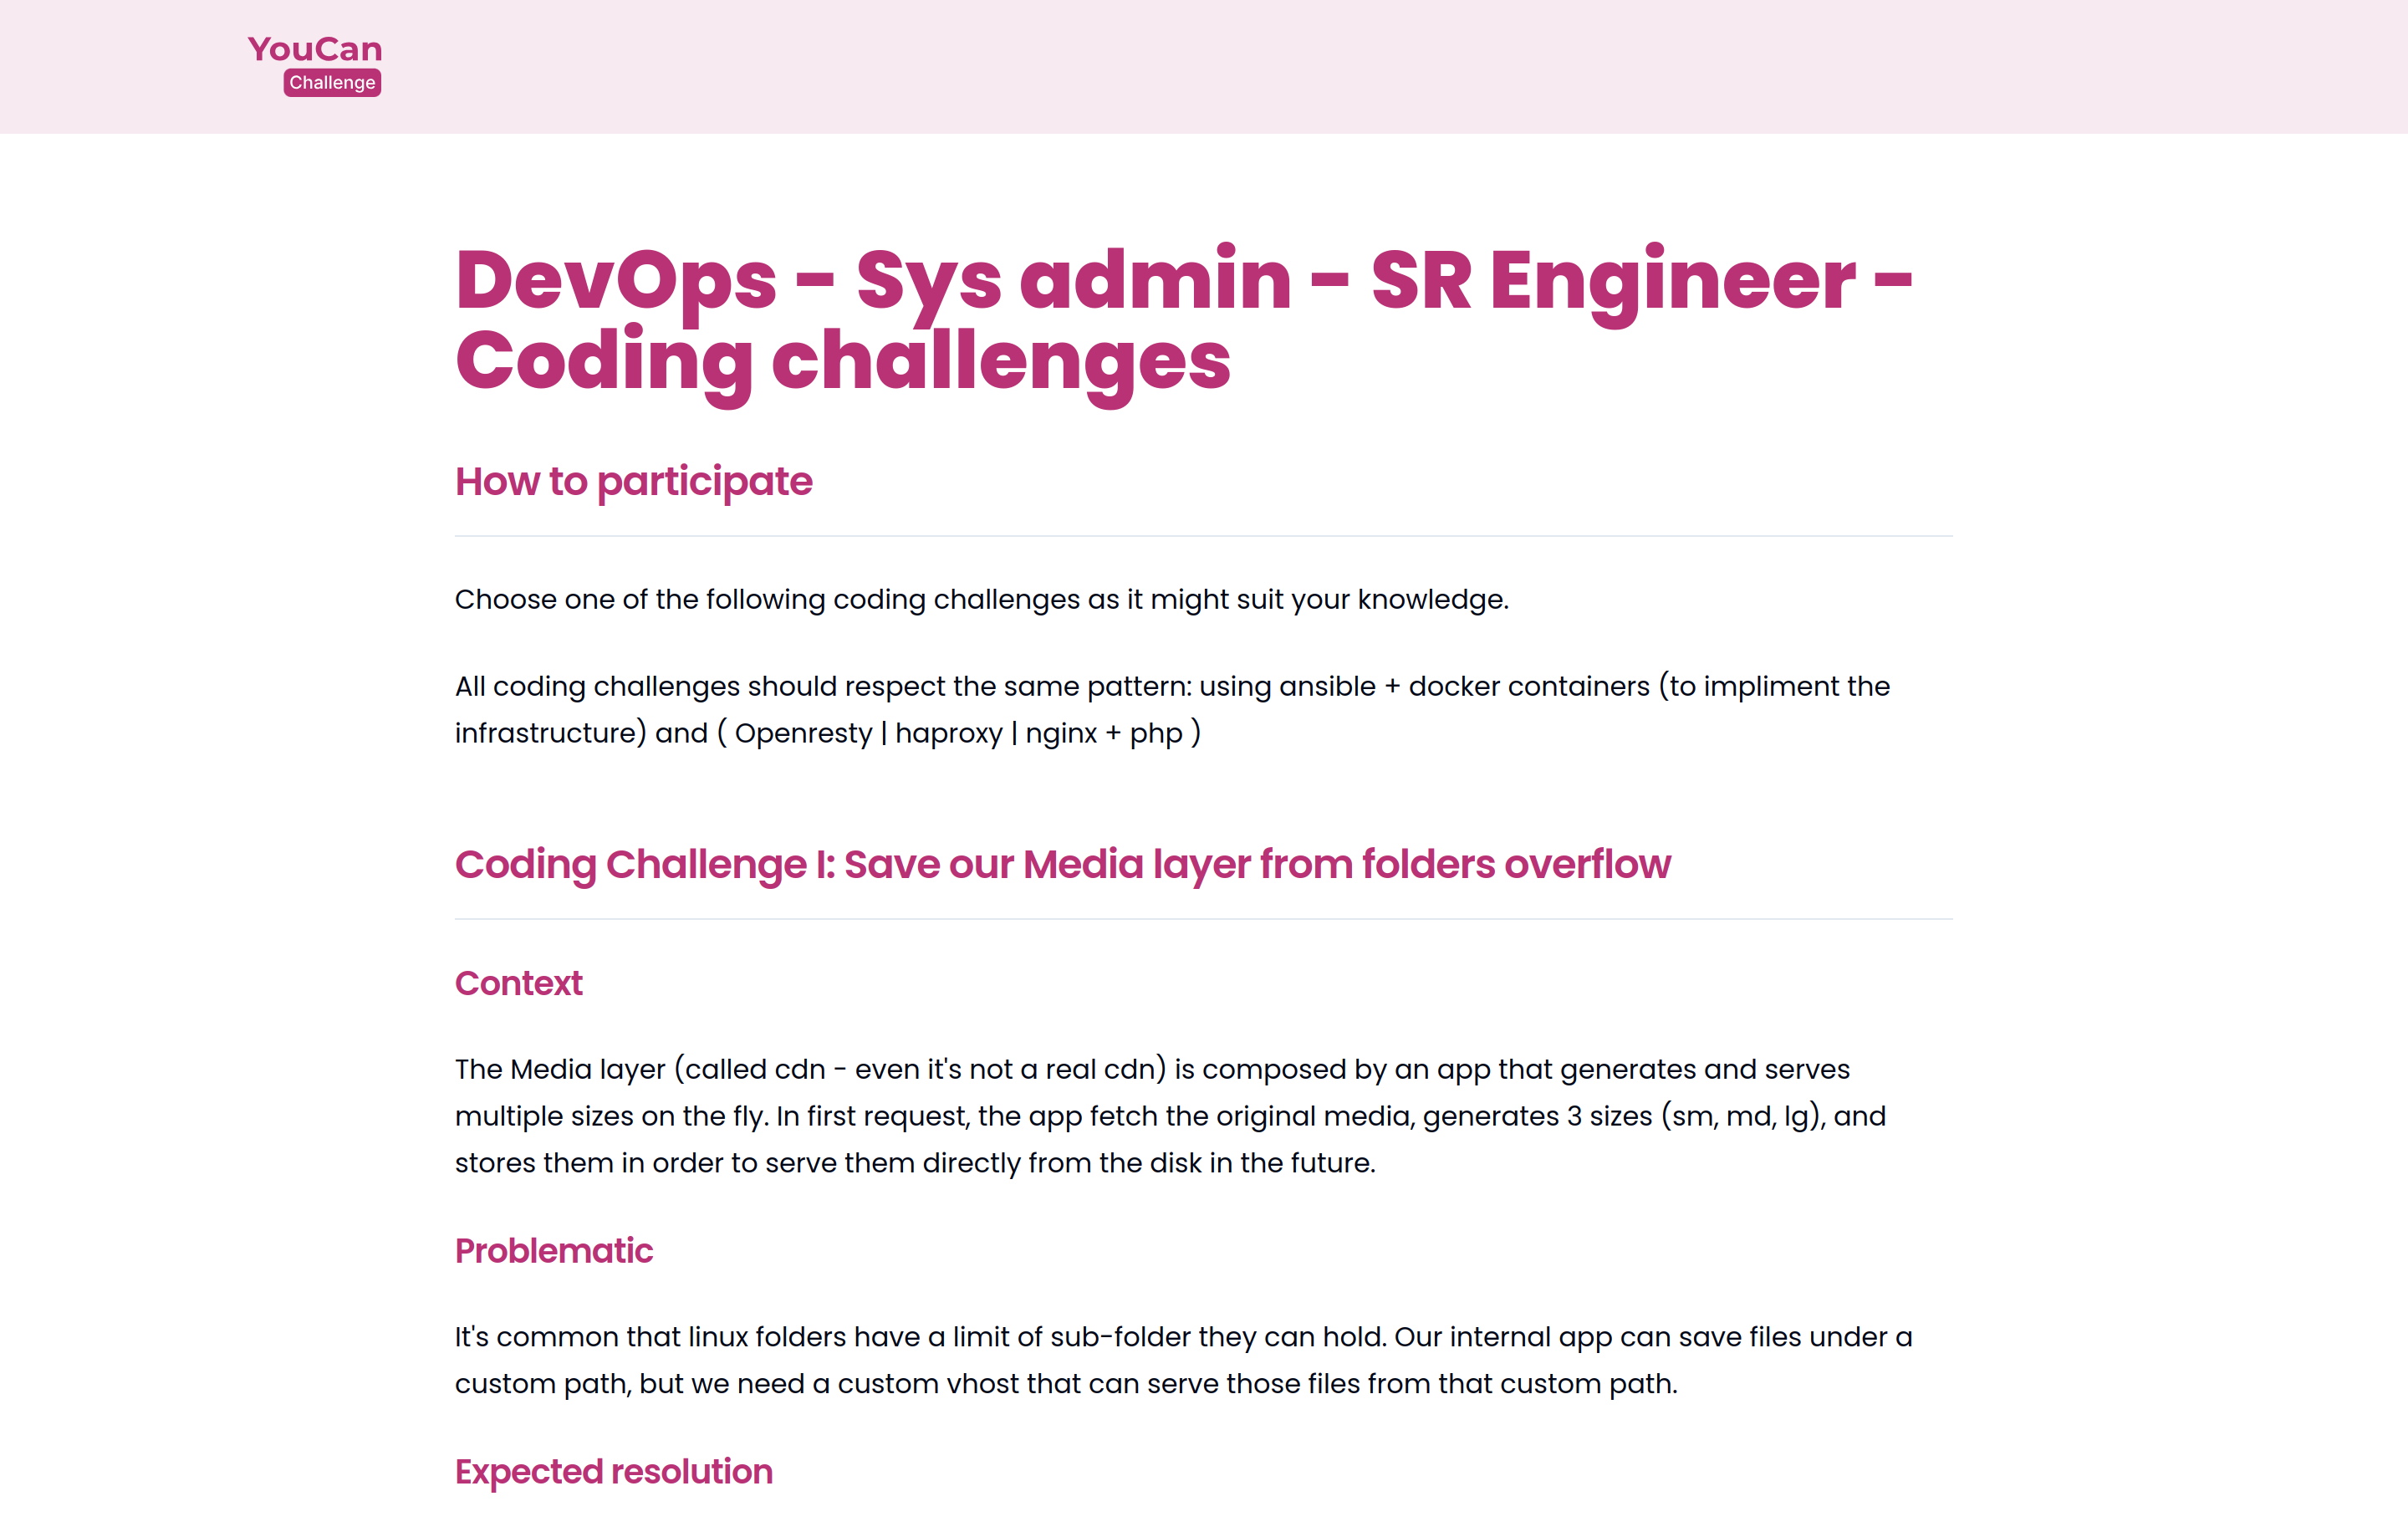 YouCan
Challenge
DevOps - Sys admin - SR Engineer -
Coding challenges
How to participate
Choose one of the following coding challenges as it might suit your knowledge.
All coding challenges should respect the same pattern: using ansible + docker containers (to impliment the
infrastructure) and ( Openresty | haproxy | nginx + php )
Coding Challenge I: Save our Media layer from folders overflow
Context
The Media layer (called cdn - even it's not a real cdn) is composed by an app that generates and serves
multiple sizes on the fly. In first request, the app fetch the original media, generates 3 sizes (sm, md, lg), and
stores them in order to serve them directly from the disk in the future.
Problematic
It's common that linux folders have a limit of sub-folder they can hold. Our internal app can save files under a
custom path, but we need a custom vhost that can serve those files from that custom path.
Expected resolution